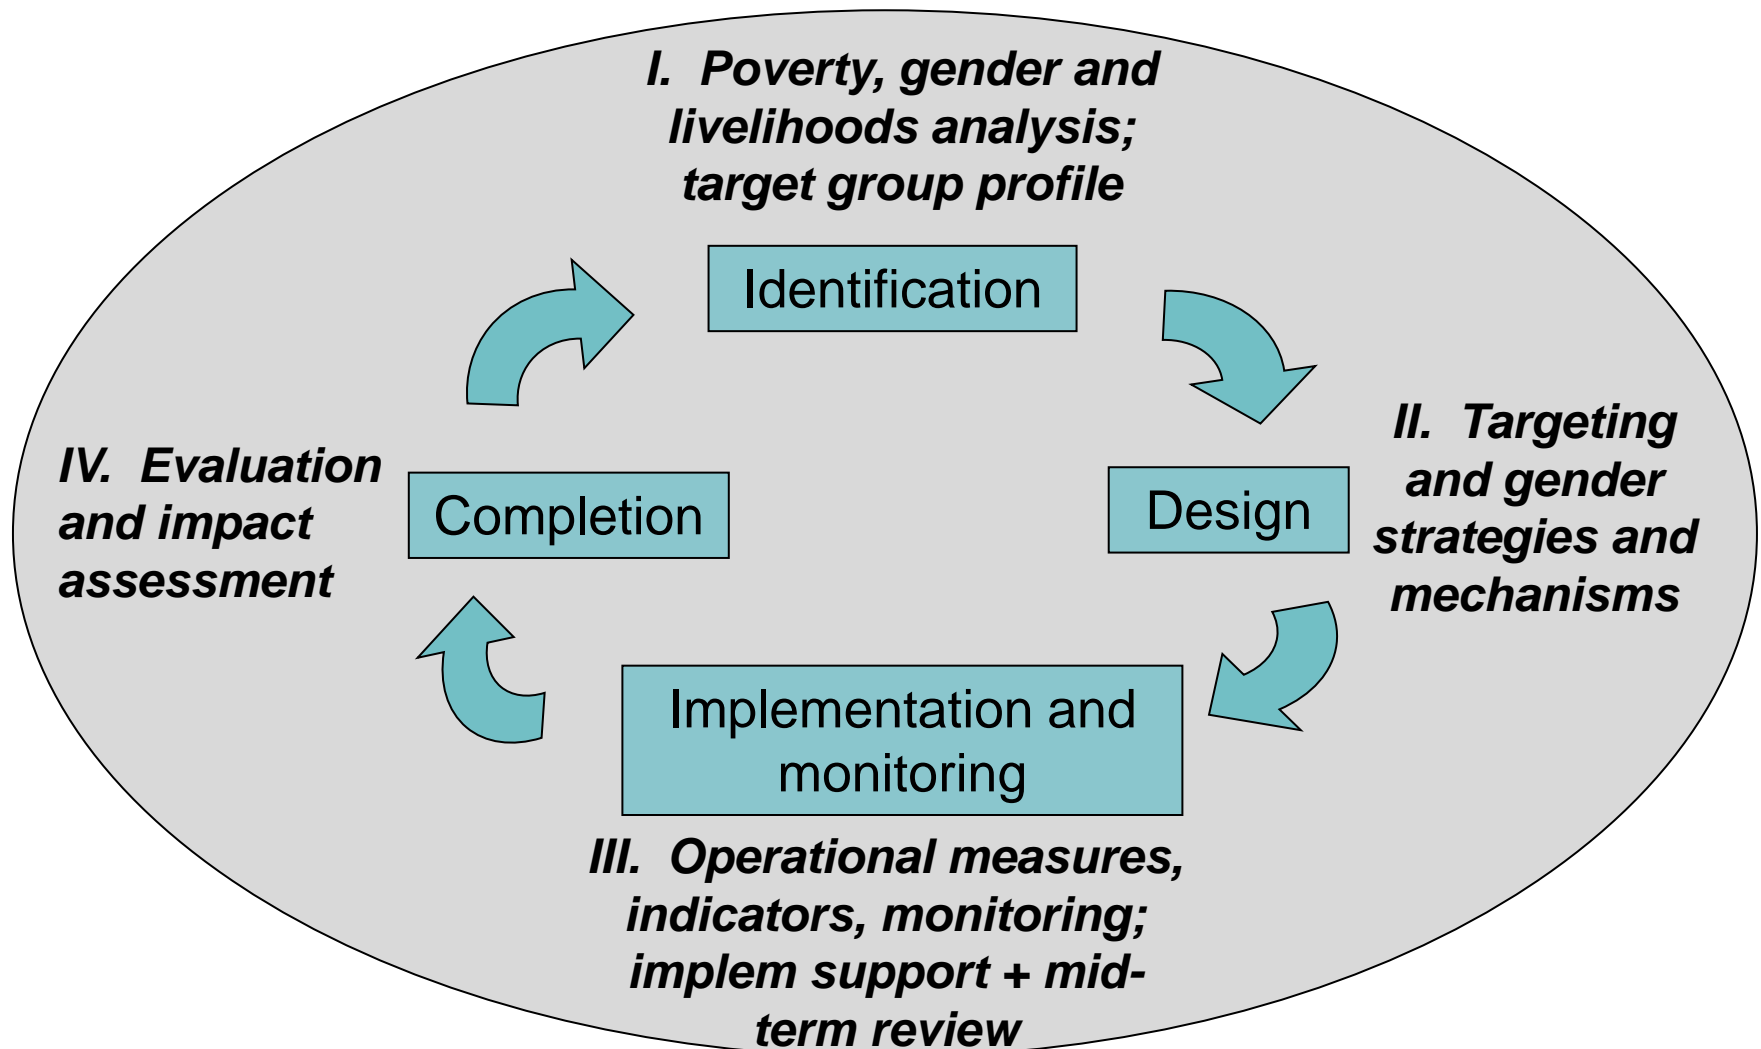 I. Poverty, gender and
livelihoods analysis;
target group profile
Identification
II. Targeting
and gender
strategies and
mechanisms
Design
IV. Evaluation
and impact
assessment
Completion
Implementation and
monitoring
III. Operational measures,
indicators, monitoring;
implem support + mid-
term review